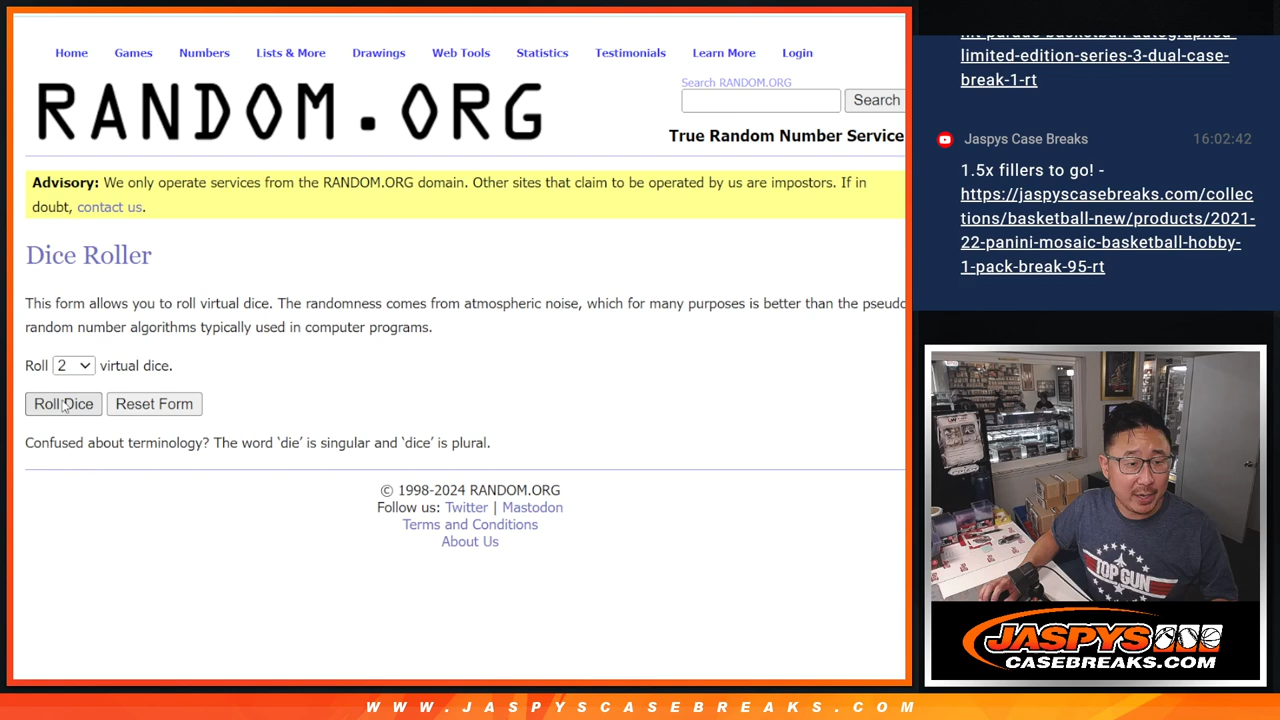 Home Games Numbers Lists & More Drawings Web Tools Statistics Testimonials Learn More Login
RANDOM.ORG
Search RANDOM.ORG
Search
True Random Number Service
Advisory: We only operate services from the RANDOM.ORG domain. Other sites that claim to be operated by us are impostors. If in
doubt, contact us.
Dice Roller
This form allows you to roll virtual dice. The randomness comes from atmospheric noise, which for many purposes is better than the pseudo
random number algorithms typically used in computer programs.
Roll 2 virtual dice.
Roll Dice Reset Form
Confused about terminology? The word ‘die’ is singular and ‘dice’ is plural.
© 1998-2024 RANDOM.ORG
Follow us: Twitter | Mastodon
Terms and Conditions
About Us
hit-parade-basketball-autographed-
limited-edition-series-3-dual-case-
break-1-rt
Jaspys Case Breaks 16:02:42
1.5x fillers to go! -
https://jaspyscasebreaks.com/collec
tions/basketball-new/products/2021-
22-panini-mosaic-basketball-hobby-
1-pack-break-95-rt
TOP GUN
JASPYS
CASEBREAKS.COM
WWW.JASPYSCASEBREAKS.COM